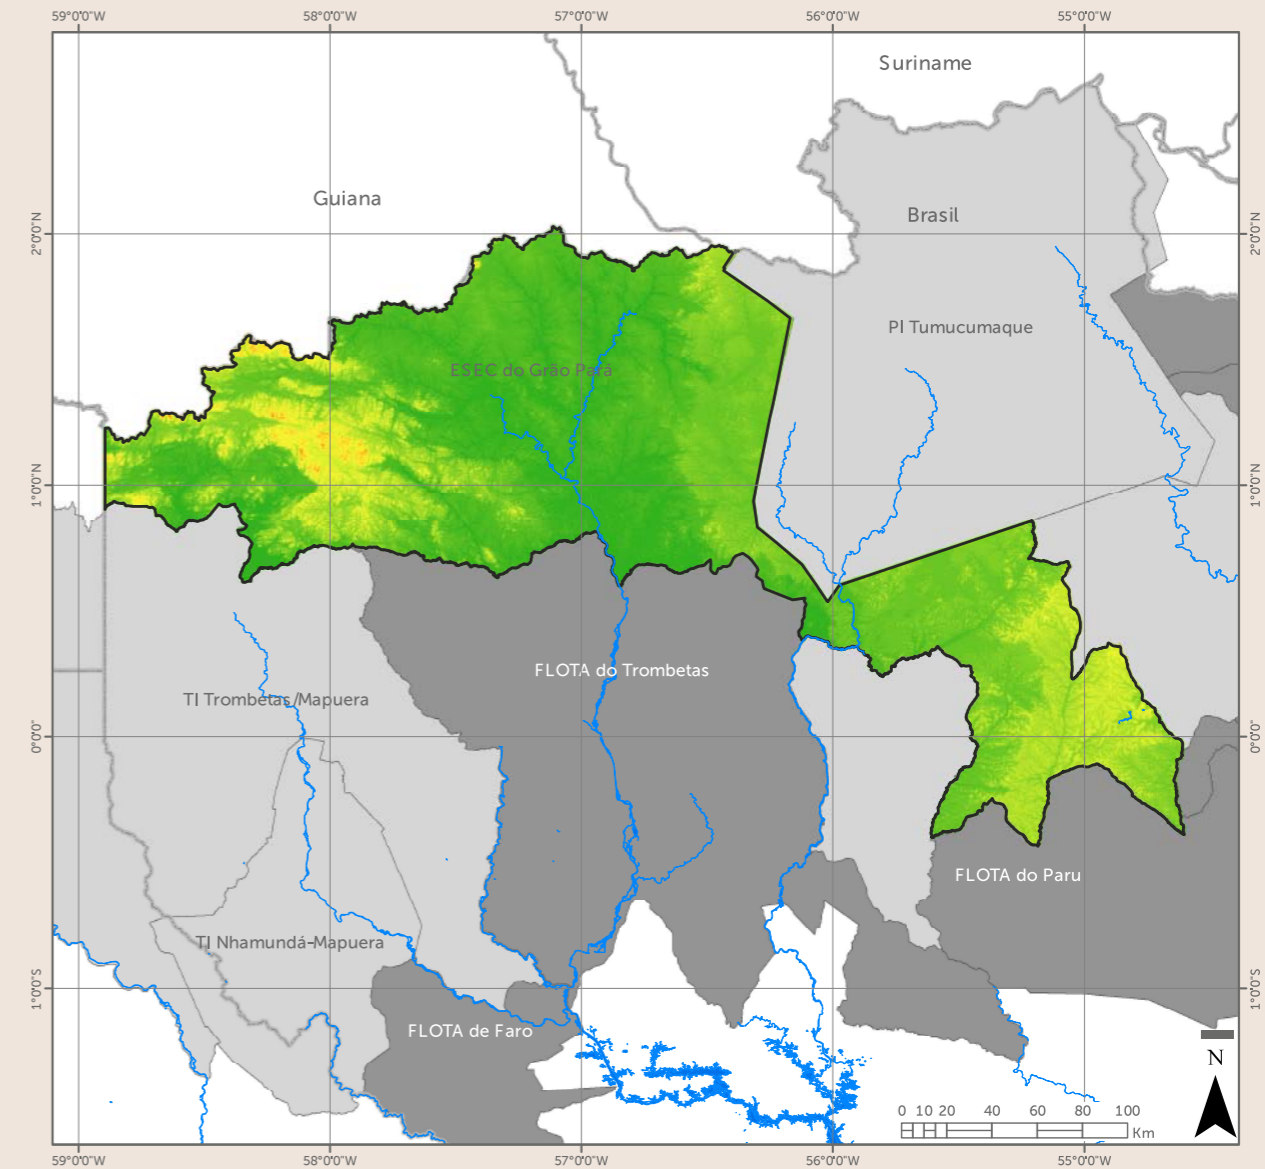 59°0'0"W 58°0'0"W 57°0'0"W 56°0'0"W 55°0'0"W
Suriname
Guiana
Brasil
2°0'0"N 2°0'0"N
PI Tumucumaque
ESEC do Grão Pará
1°0'0"N 1°0'0"N
FLOTA do Trombetas
TI Trombetas/Mapuera
0°0'0" 0°0'0"
FLOTA do Paru
TI Nhamundá-Mapuera
1°0'0"S 1°0'0"S
FLOTA de Faro
N
0 10 20 40 60 80 100
Km
59°0'0"W 58°0'0"W 57°0'0"W 56°0'0"W 55°0'0"W